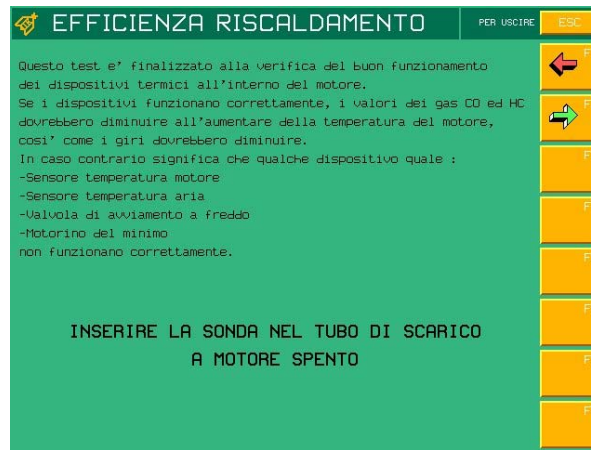 EFFICIENZA RISCALDAMENTO
PER USCIRE
ESC
Questo test e' finalizzato alla verifica del buon funzionamento
dei dispositivi termici all'interno del motore.
Se i dispositivi funzionano correttamente, i valori dei gas CO ed HC
dovrebbero diminuire all'aumentare della temperatura del motore,
cosi' come i giri dovrebbero diminuire.
In caso contrario significa che qualche dispositivo quale :
-Sensore temperatura motore
-Sensore temperatura aria
-Valvola di avviamento a freddo
-Motorino del minimo
non funzionano correttamente.
INSERIRE LA SONDA NEL TUBO DI SCARICO
A MOTORE SPENTO